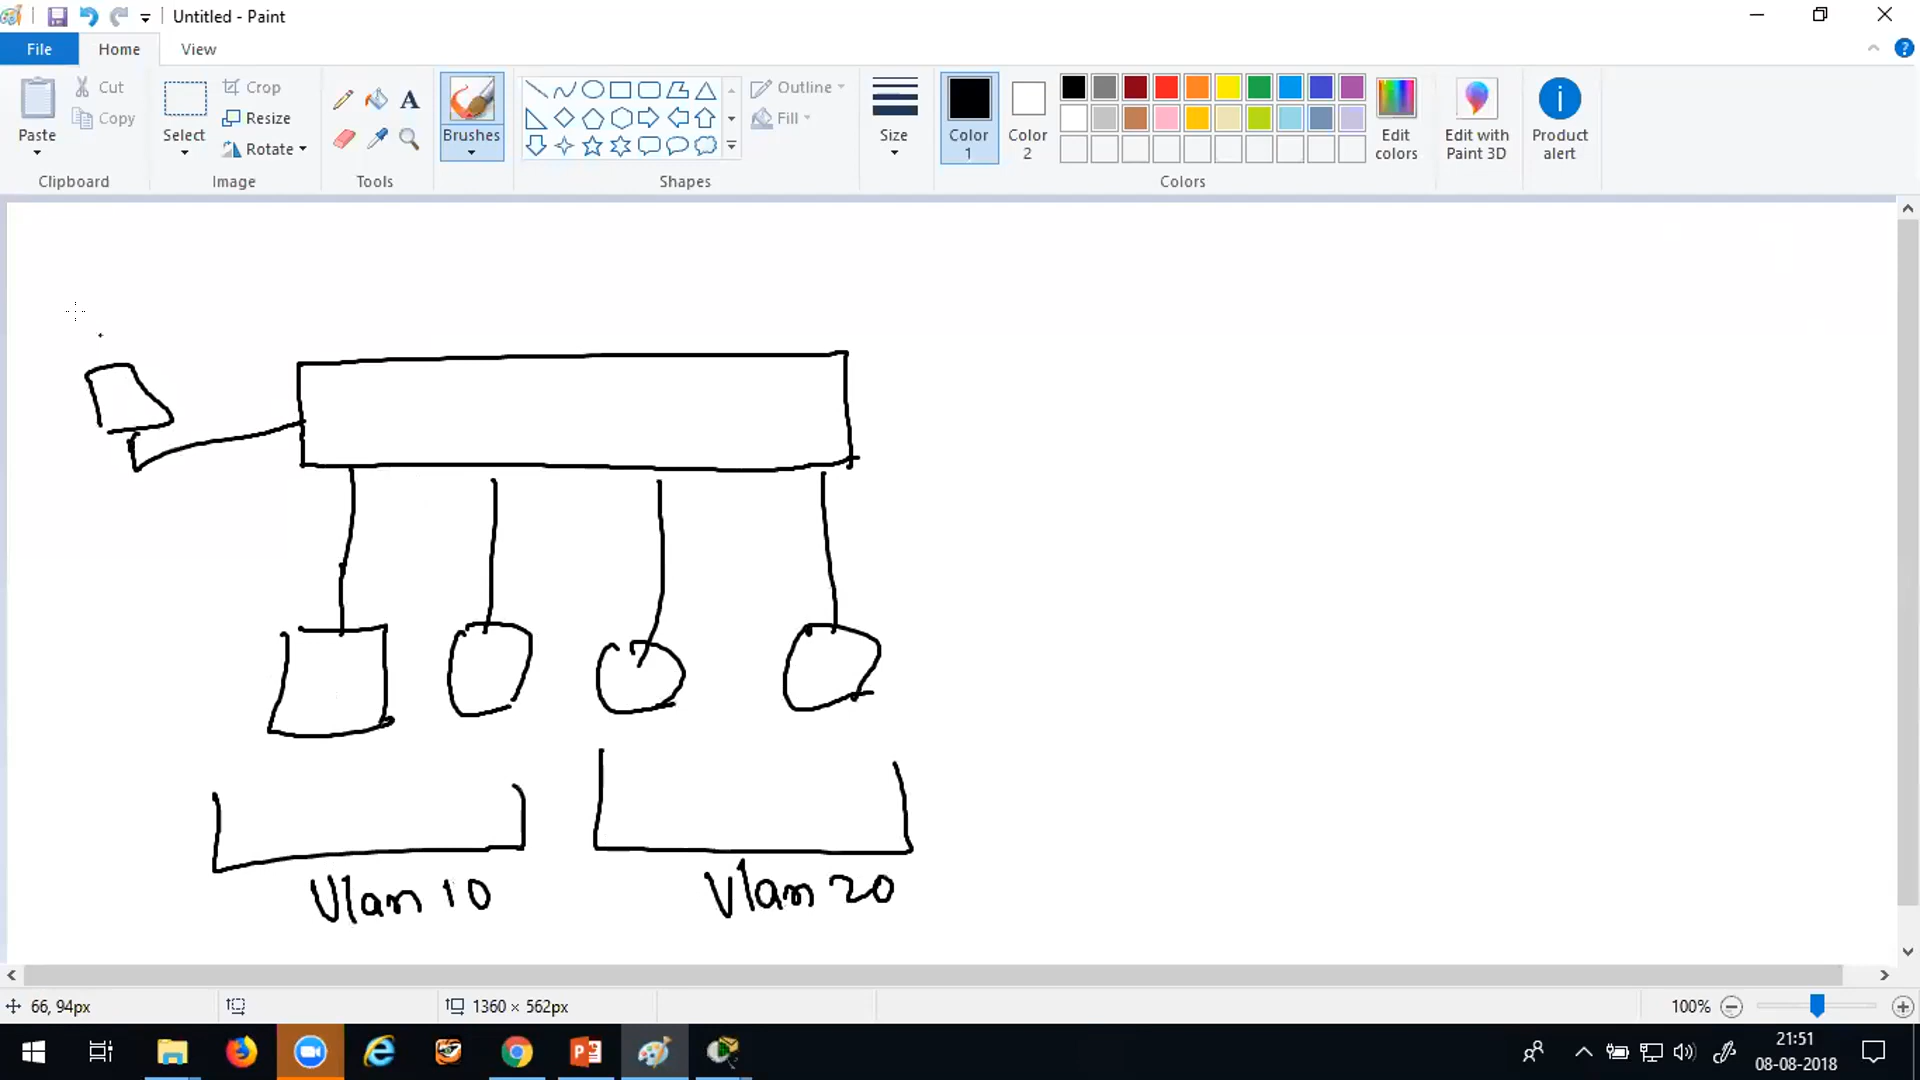 Untitled - Paint
File Home View
Paste
Cut
Copy
Clipboard
Select
Crop
Resize
Rotate
Image
Tools
Brushes
Shapes
Outline
Fill
Size
Color 1
Color 2
Edit colors
Colors
Edit with Paint 3D
Product alert
Vlan 10
Vlan 20
66, 94px
1360 × 562px
100%
21:51
08-08-2018